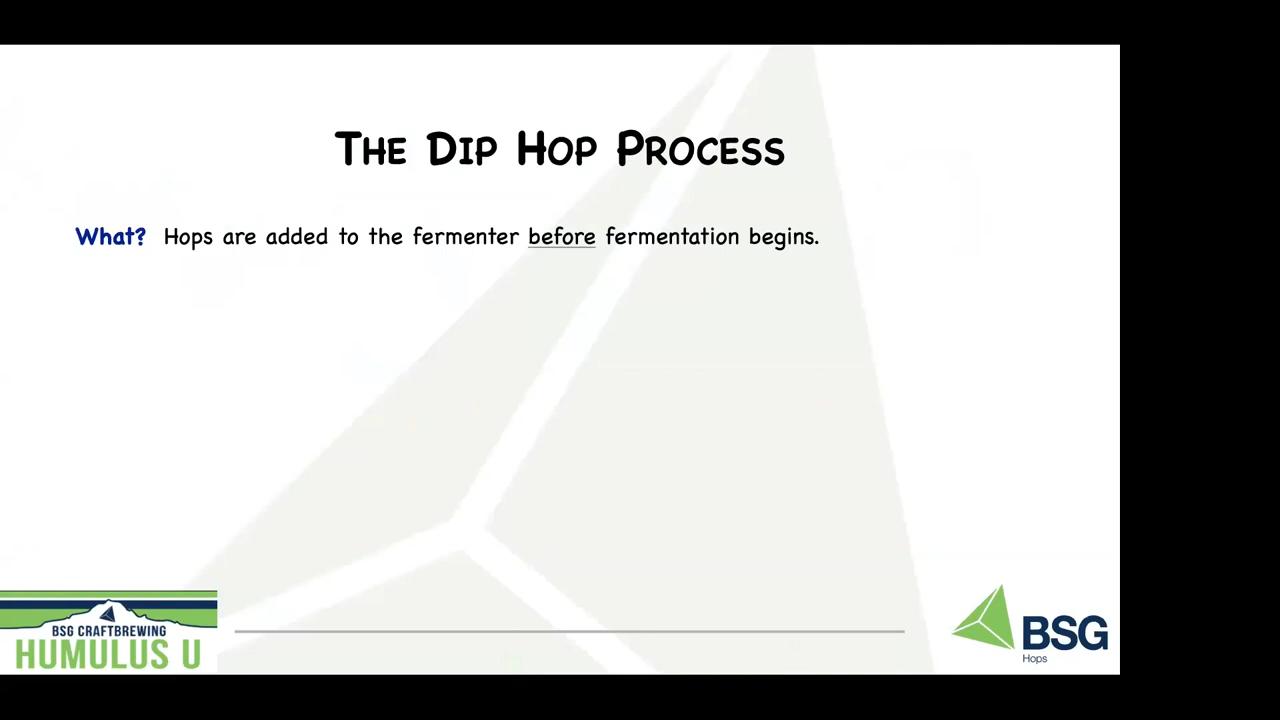 The Dip Hop Process
What? Hops are added to the fermenter before fermentation begins.
BSG CRAFTBREWING
HUMULUS U
BSG
Hops